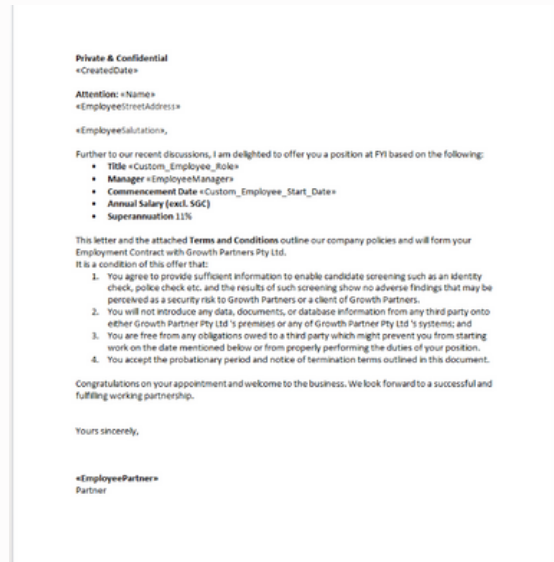 Private & Confidential
«CreatedDate»
Attention: «Name»
«EmployeeStreetAddress»
«EmployeeSalutation»,
Further to our recent discussions, I am delighted to offer you a position at FYI based on the following:
• Title «Custom_Employee_Role»
• Manager «EmployeeManager»
• Commencement Date «Custom_Employee_Start_Date»
• Annual Salary (excl. SGC)
• Superannuation 11%
This letter and the attached Terms and Conditions outline our company policies and will form your
Employment Contract with Growth Partners Pty Ltd.
It is a condition of this offer that:
1. You agree to provide sufficient information to enable candidate screening such as an identity
check, police check etc. and the results of such screening show no adverse findings that may be
perceived as a security risk to Growth Partners or a client of Growth Partners.
2. You will not introduce any data, documents, or database information from any third party onto
either Growth Partner Pty Ltd 's premises or any of Growth Partner Pty Ltd 's systems; and
3. You are free from any obligations owed to a third party which might prevent you from starting
work on the date mentioned below or from properly performing the duties of your position.
4. You accept the probationary period and notice of termination terms outlined in this document.
Congratulations on your appointment and welcome to the business. We look forward to a successful and
fulfilling working partnership.
Yours sincerely,
«EmployeePartner»
Partner